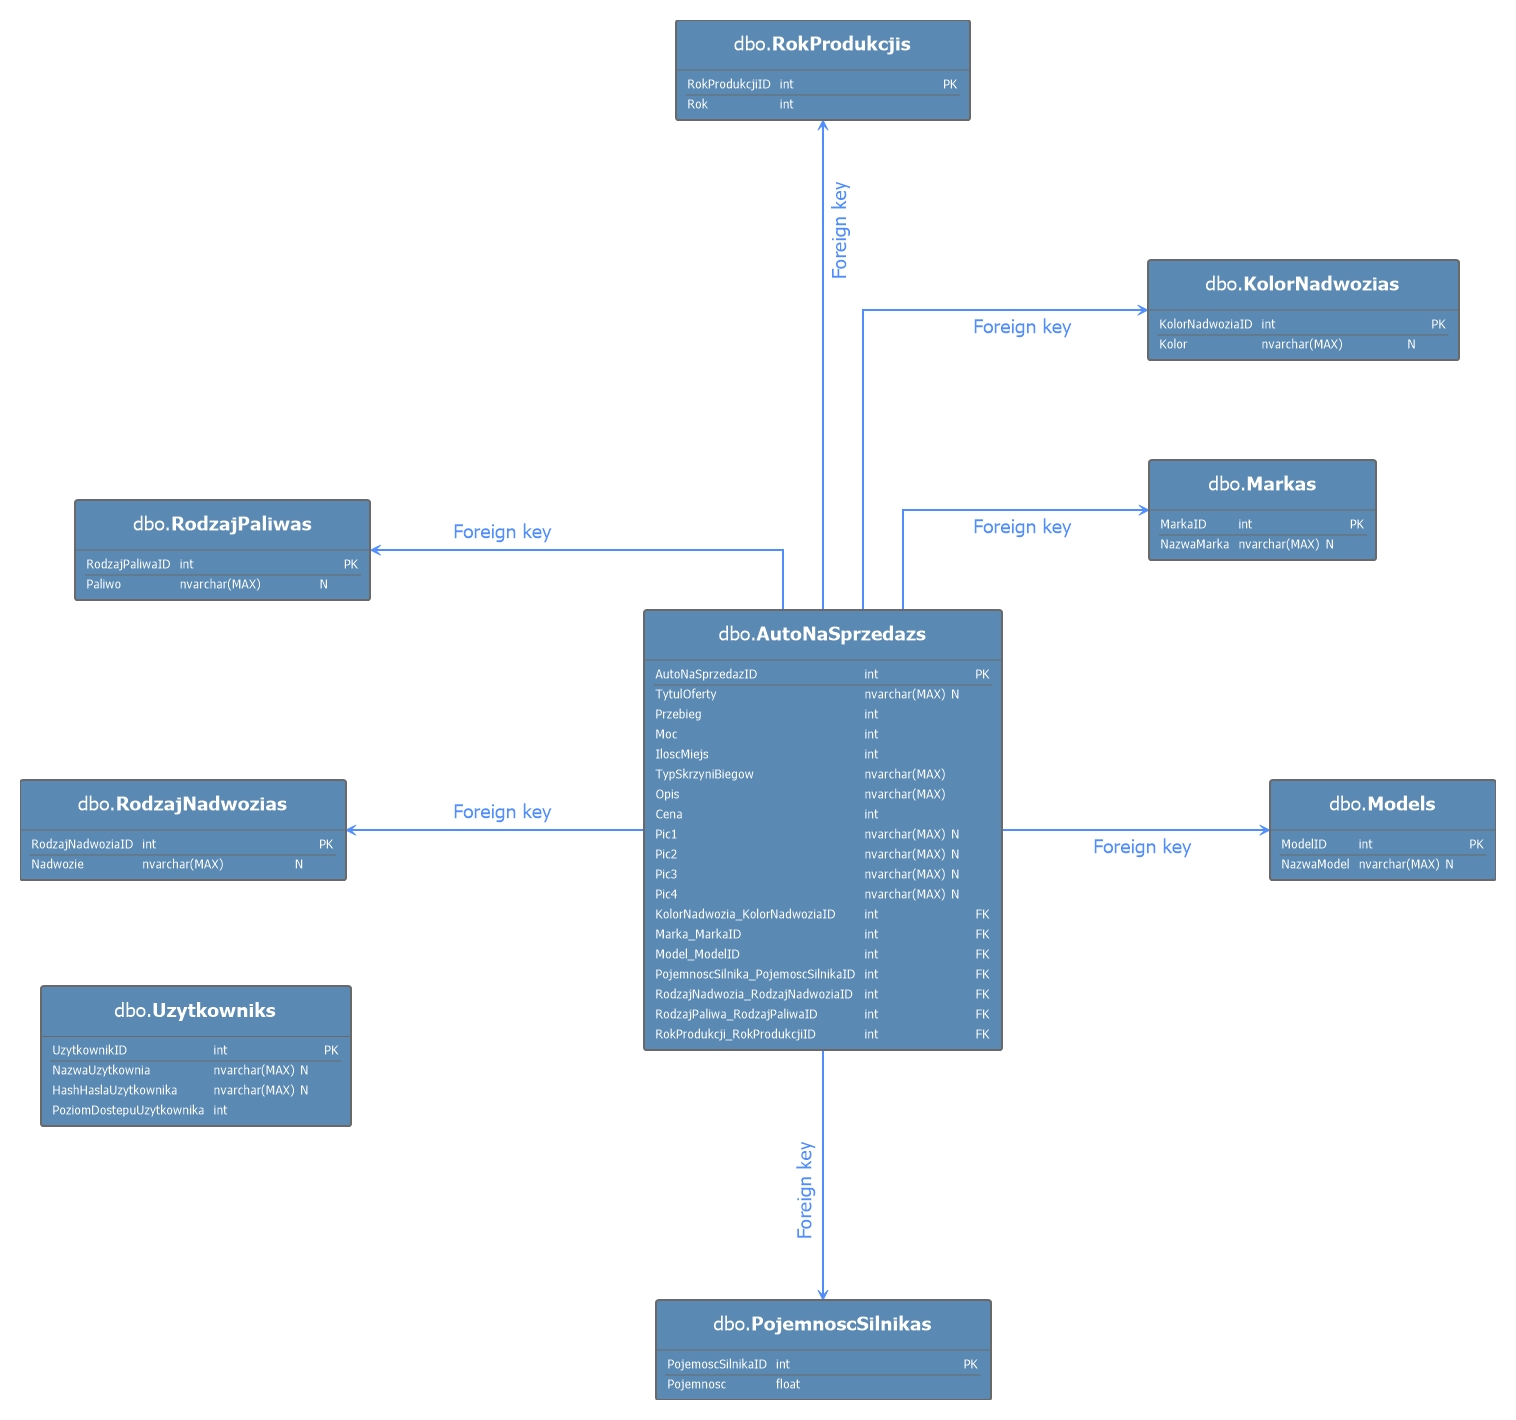 dbo.RokProdukcjis
RokProdukcjiID int PK
Rok int
Foreign key
dbo.KolorNadwozias
KolorNadwoziaID int PK
Kolor nvarchar(MAX) N
Foreign key
dbo.Markas
MarkaID int PK
NazwaMarka nvarchar(MAX) N
Foreign key
dbo.RodzajPaliwas
RodzajPaliwaID int PK
Paliwo nvarchar(MAX) N
Foreign key
dbo.AutoNaSprzedazs
AutoNaSprzedazID int PK
TytulOferty nvarchar(MAX) N
Przebieg int
Moc int
IloscMiejs int
TypSkrzyniBiegow nvarchar(MAX)
Opis nvarchar(MAX)
Cena int
Pic1 nvarchar(MAX) N
Pic2 nvarchar(MAX) N
Pic3 nvarchar(MAX) N
Pic4 nvarchar(MAX) N
KolorNadwozia_KolorNadwoziaID int FK
Marka_MarkaID int FK
Model_ModelID int FK
PojemnoscSilnika_PojemoscSilnikaID int FK
RodzajNadwozia_RodzajNadwoziaID int FK
RodzajPaliwa_RodzajPaliwaID int FK
RokProdukcji_RokProdukcjiID int FK
dbo.RodzajNadwozias
RodzajNadwoziaID int PK
Nadwozie nvarchar(MAX) N
Foreign key
dbo.Models
ModelID int PK
NazwaModel nvarchar(MAX) N
Foreign key
dbo.Uzytkowniks
UzytkownikID int PK
NazwaUzytkownia nvarchar(MAX) N
HashHaslaUzytkownika nvarchar(MAX) N
PoziomDostepuUzytkownika int
Foreign key
dbo.PojemnoscSilnikas
PojemoscSilnikaID int PK
Pojemnosc float